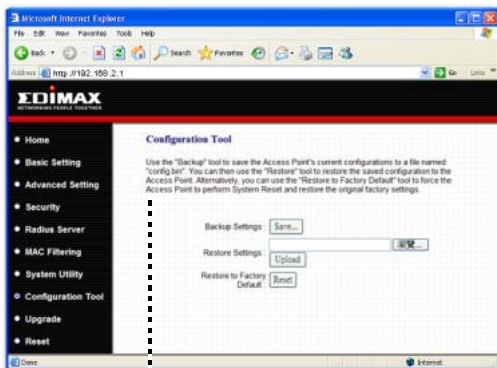 Microsoft Internet Explorer
File Edit View Favorites Tools Help
Back Search Favorites
Address http://192.168.2.1 Go Links »
EDIMAX
NETWORKING PEOPLE TOGETHER
Home
Basic Setting
Advanced Setting
Security
Radius Server
MAC Filtering
System Utility
Configuration Tool
Upgrade
Reset
Configuration Tool
Use the "Backup" tool to save the Access Point's current configurations to a file named
"config.bin". You can then use the "Restore" tool to restore the saved configuration to the
Access Point. Alternatively, you can use the "Restore to Factory Default" tool to force the
Access Point to perform System Reset and restore the original factory settings.
Backup Settings : Save...
瀏覽...
Restore Settings : Upload
Restore to Factory
Default : Reset
Done Internet